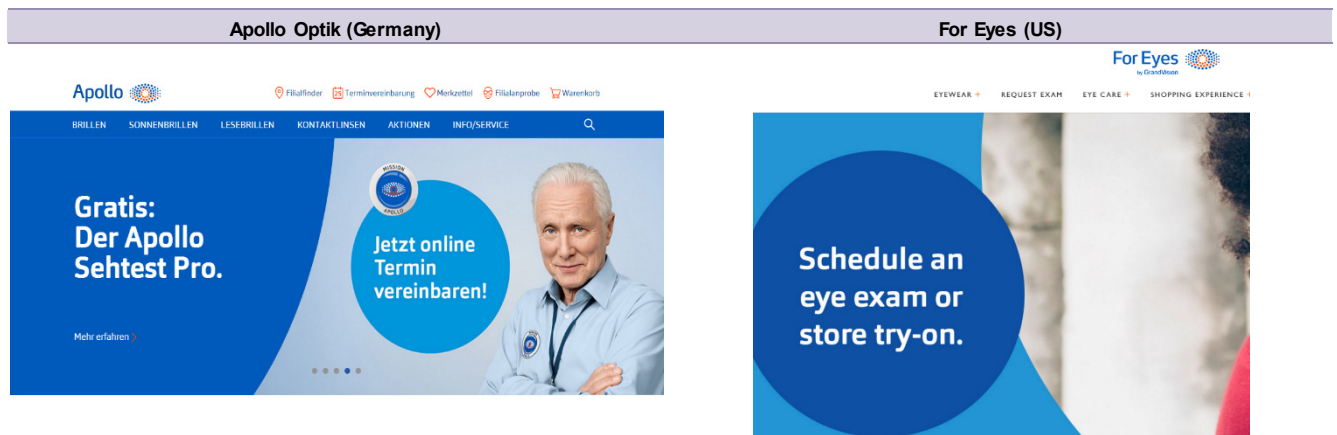 Apollo Optik (Germany)
For Eyes (US)
Apollo
Filialfinder
25
Terminvereinbarung
Merkzettel
Filialanprobe
Warenkorb
BRILLEN
SONNENBRILLEN
LESEBRILLEN
KONTAKTLINSEN
AKTIONEN
INFO/SERVICE
Gratis:
Der Apollo
Sehtest Pro.
Mehr erfahren
MISSION
APOLLO
Jetzt online
Termin
vereinbaren!
For Eyes
by GrandVision
EYEWEAR +
REQUEST EXAM
EYE CARE +
SHOPPING EXPERIENCE +
Schedule an
eye exam or
store try-on.